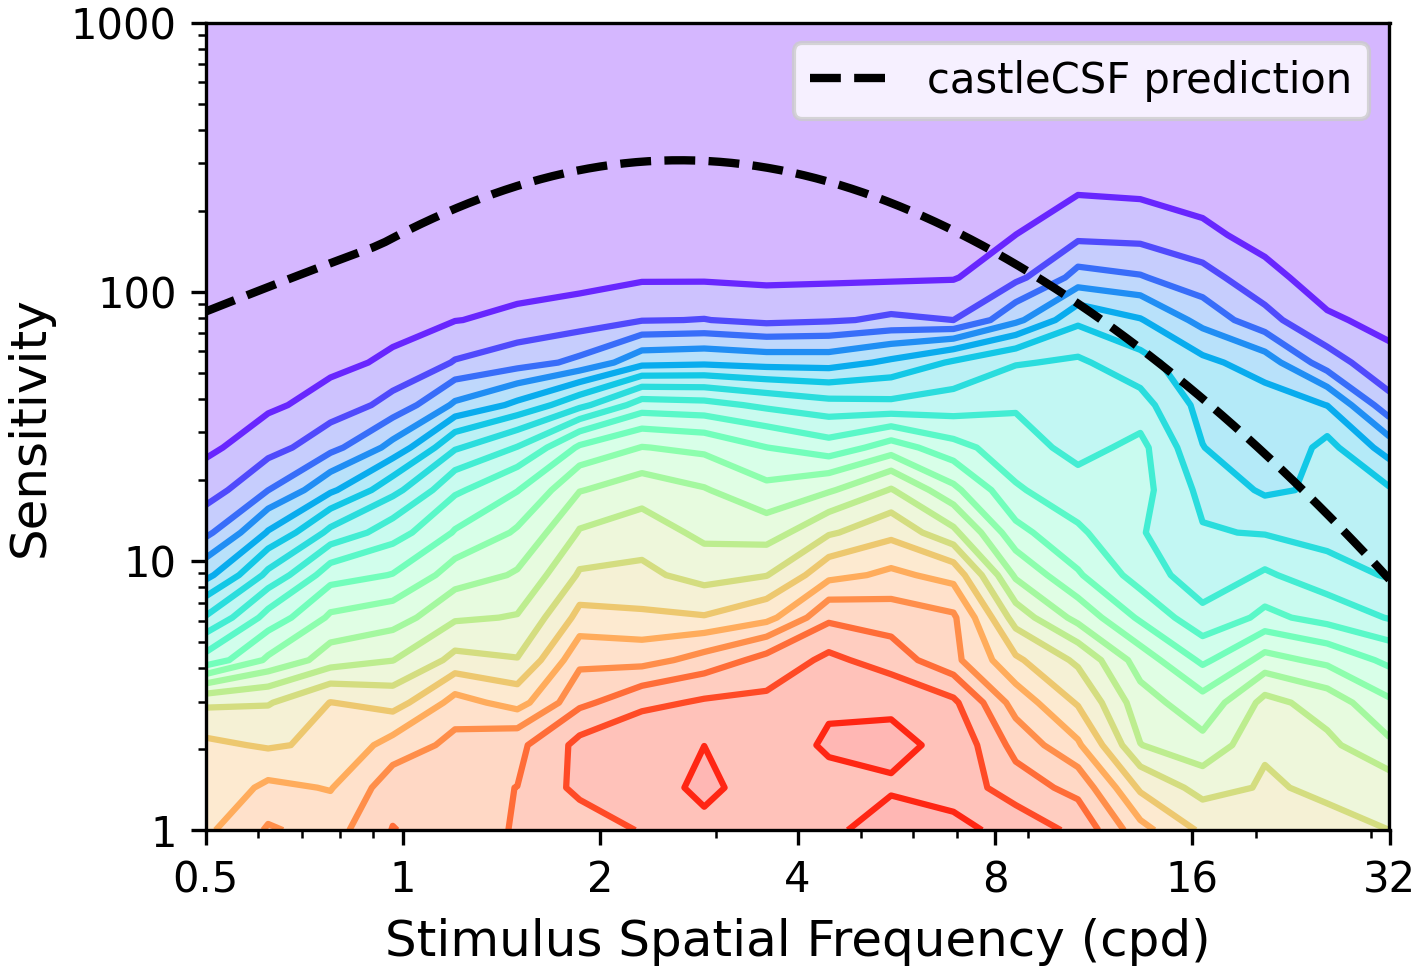 1000
100
10
1
Sensitivity
castleCSF prediction
0.5 1 2 4 8 16 32
Stimulus Spatial Frequency (cpd)